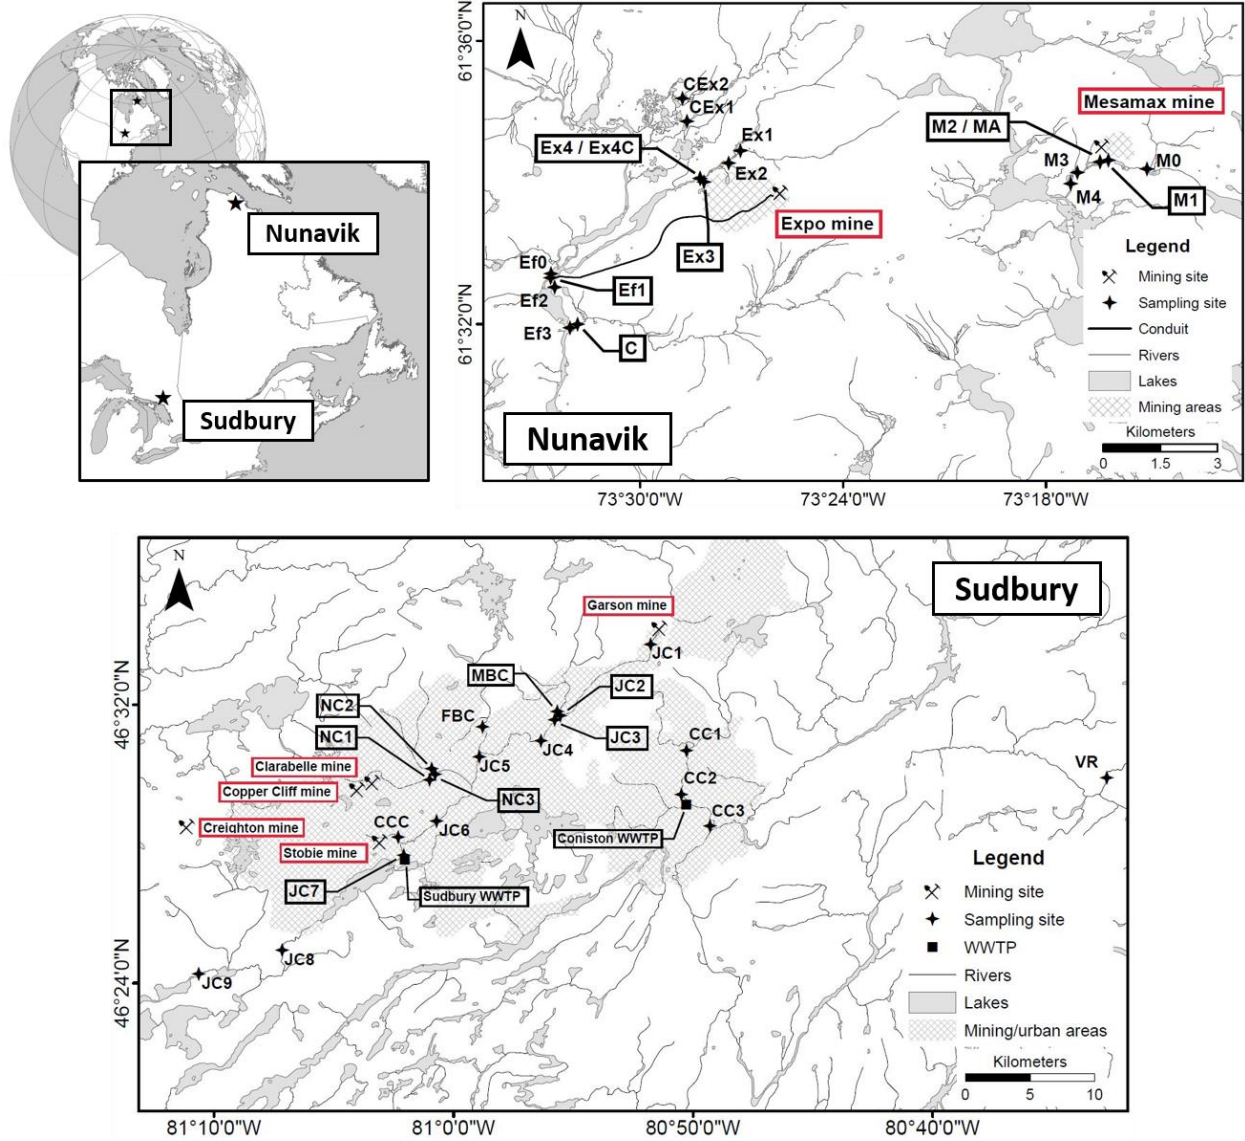 Nunavik
Sudbury
N
61°36'0"N
61°32'0"N
CEx2
CEx1
Ex4 / Ex4C
Ex1
Ex2
Expo mine
Ex3
Ef0
Ef1
Ef2
Ef3
C
Mesamax mine
M2 / MA
M3
M0
M4
M1
Legend
Mining site
Sampling site
Conduit
Rivers
Lakes
Mining areas
Kilometers
0 1.5 3
Nunavik
73°30'0"W
73°24'0"W
73°18'0"W
N
Sudbury
46°32'0"N
46°24'0"N
Garson mine
JC1
MBC
JC2
NC2
FBC
NC1
JC3
JC4
CC1
Clarabelle mine
JC5
VR
Copper Cliff mine
CC2
NC3
Creighton mine
CCC
JC6
CC3
Coniston WWTP
Stobie mine
JC7
Sudbury WWTP
JC8
JC9
Legend
Mining site
Sampling site
WWTP
Rivers
Lakes
Mining/urban areas
Kilometers
0 5 10
81°10'0"W
81°0'0"W
80°50'0"W
80°40'0"W